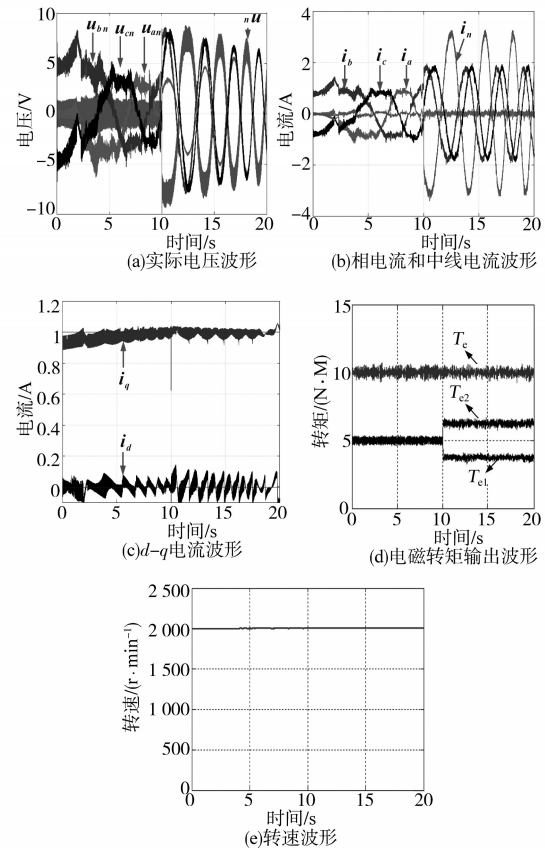 u_bn u_cn u_an n u
电压/V
10
5
0
−5
−10
0 5 10 15 20
时间/s
(a)实际电压波形
i_b i_c i_a i_n
电流/A
4
2
0
−2
−4
0 5 10 15 20
时间/s
(b)相电流和中线电流波形
电流/A
1.2
1
0.8
0.6
0.4
0.2
0
i_q
i_d
0 5 10 15 20
时间/s
(c)d−q电流波形
转矩/(N·M)
15
10
5
0
T_e
T_e2
T_e1
0 5 10 15 20
时间/s
(d)电磁转矩输出波形
转速/(r·min⁻¹)
2 500
2 000
1 500
1 000
500
0
0 5 10 15 20
时间/s
(e)转速波形